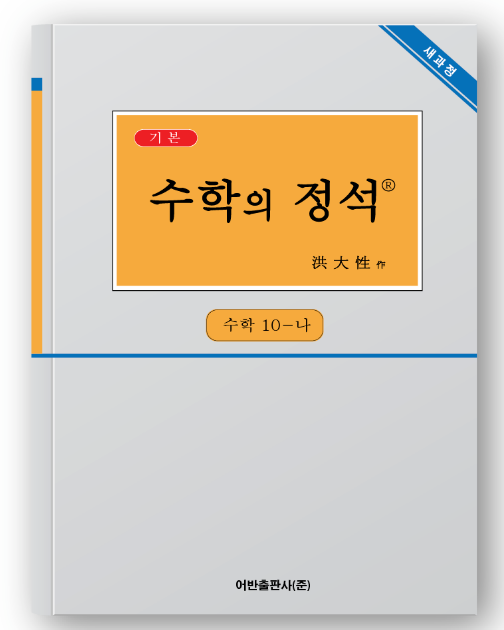 새과정
기본
수학의 정석®
洪大性 作
수학 10-나
어반출판사(준)